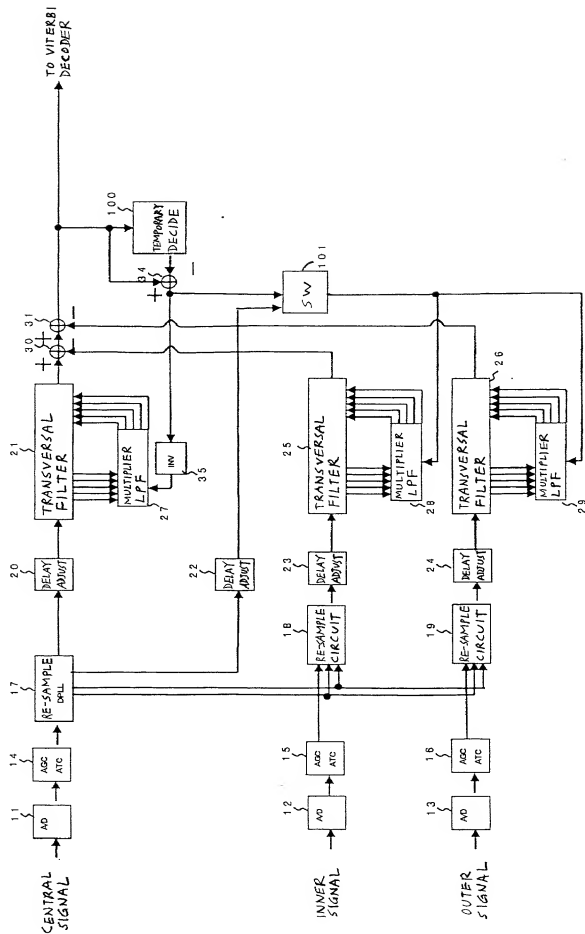 CENTRAL
SIGNAL
11
A/D
14
AGC
ATC
17
RE-SAMPLE
DPLL
20
DELAY
ADJUST
21
TRANSVERSAL
FILTER
MULTIPLIER
LPF
27
30
+
−
31
+
−
TO VITERBI
DECODER
100
TEMPORARY
DECIDE
34
+
−
INV
35
22
DELAY
ADJUST
SW
101
INNER
SIGNAL
12
A/D
15
AGC
ATC
18
RE-SAMPLE
CIRCUIT
23
DELAY
ADJUST
25
TRANSVERSAL
FILTER
MULTIPLIER
LPF
28
OUTER
SIGNAL
13
A/D
16
AGC
ATC
19
RE-SAMPLE
CIRCUIT
24
DELAY
ADJUST
26
TRANSVERSAL
FILTER
MULTIPLIER
LPF
29